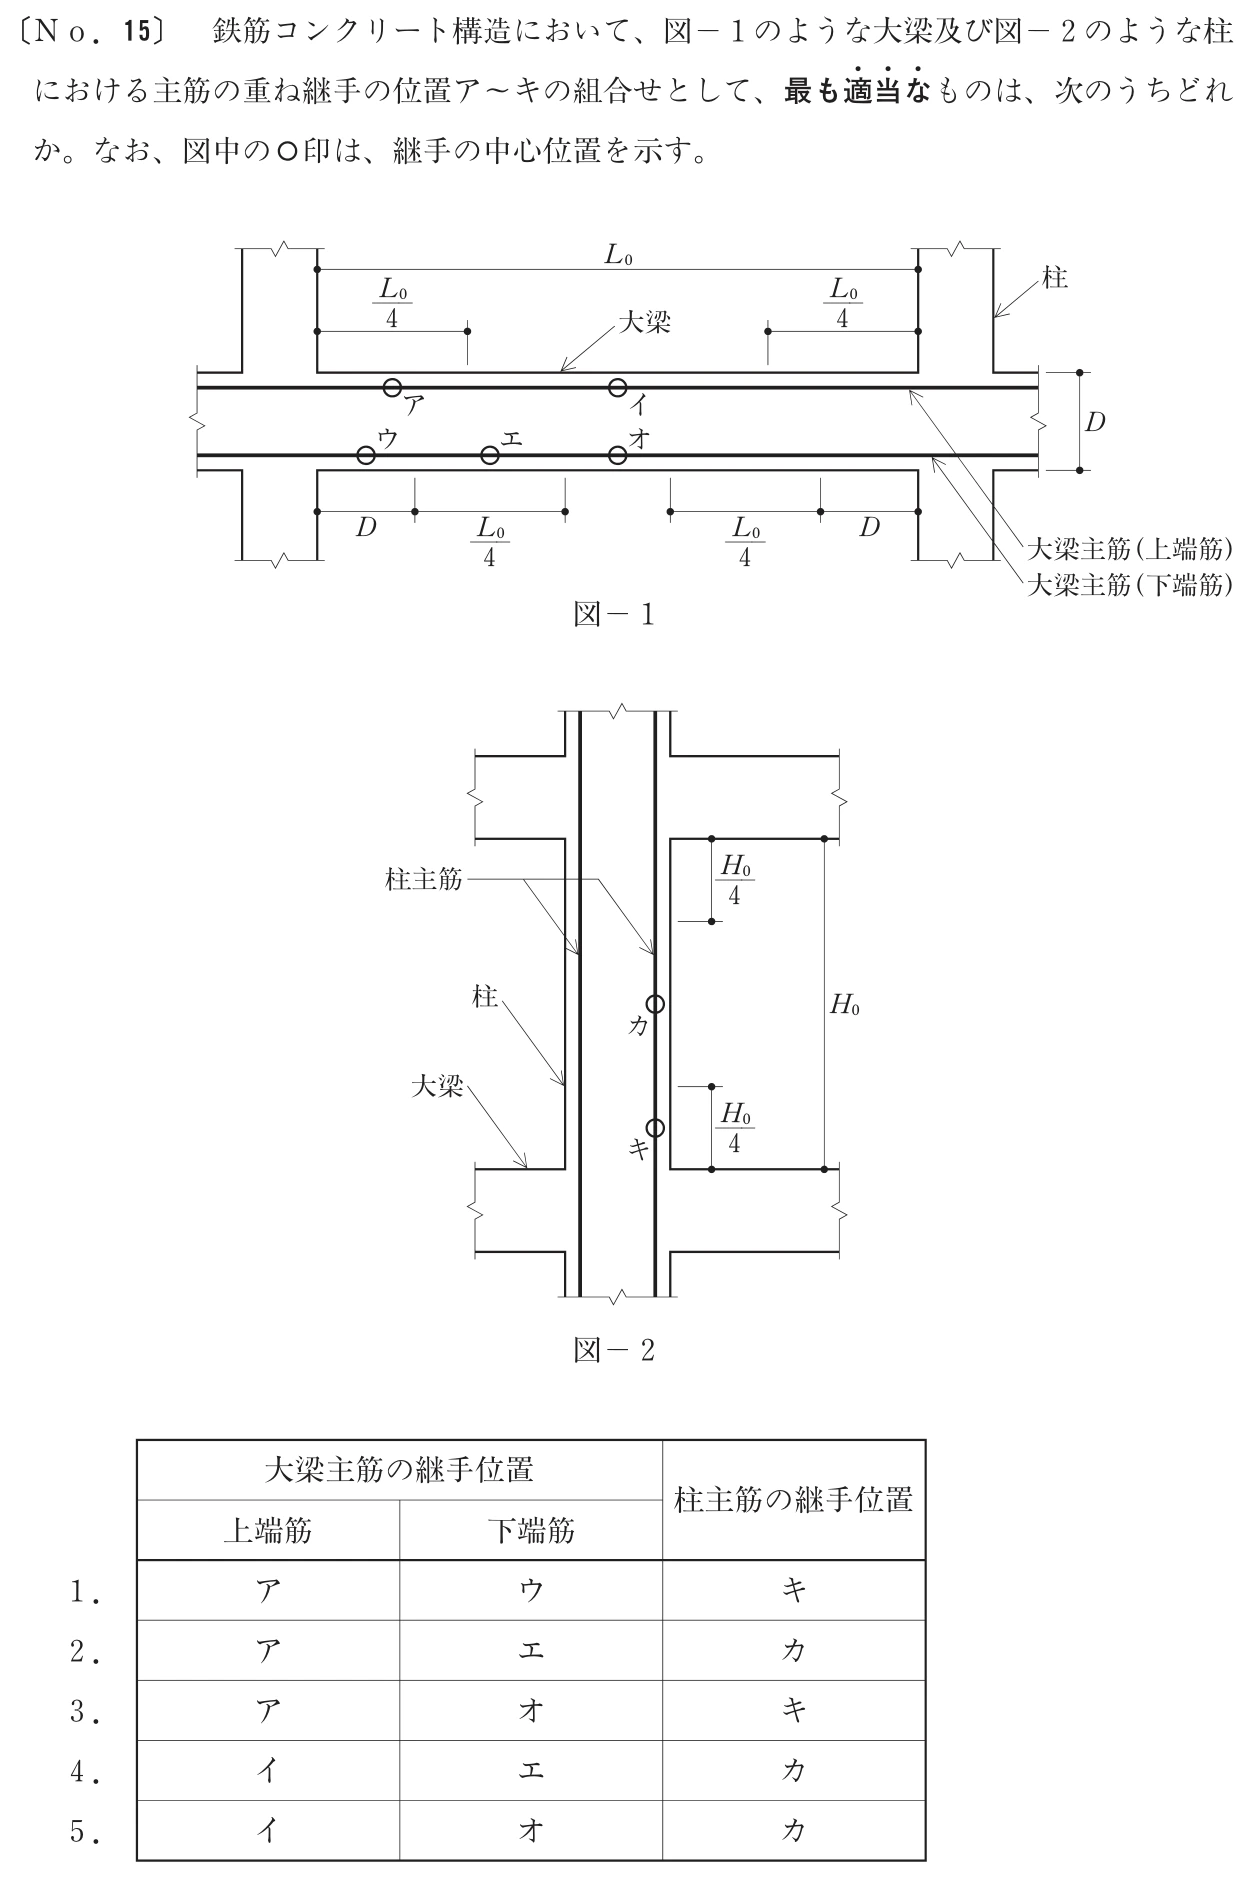 〔Ｎｏ．15〕　鉄筋コンクリート構造において、図－１のような大梁及び図－２のような柱
における主筋の重ね継手の位置ア～キの組合せとして、最も適当なものは、次のうちどれ
か。なお、図中の○印は、継手の中心位置を示す。
L₀
L₀/4
L₀/4
大梁
柱
ア
イ
ウ
エ
オ
D
D
L₀/4
L₀/4
D
大梁主筋(上端筋)
大梁主筋(下端筋)
図－１
柱主筋
H₀/4
柱
カ
H₀
大梁
H₀/4
キ
図－２
大梁主筋の継手位置　柱主筋の継手位置
上端筋　下端筋
１．　ア　ウ　キ
２．　ア　エ　カ
３．　ア　オ　キ
４．　イ　エ　カ
５．　イ　オ　カ